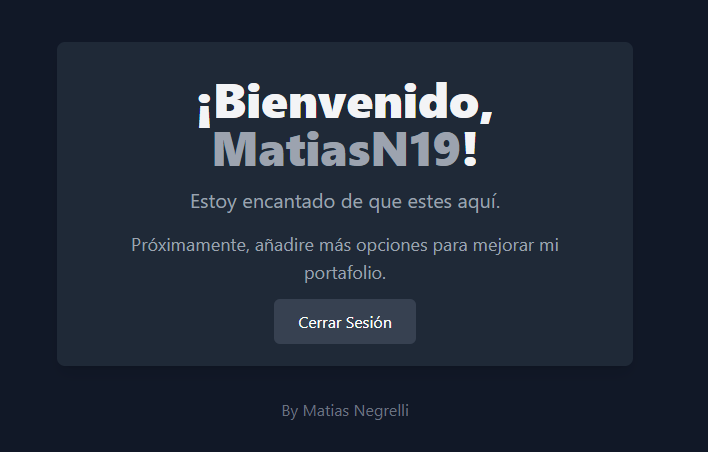 ¡Bienvenido,
MatiasN19!
Estoy encantado de que estes aquí.
Próximamente, añadire más opciones para mejorar mi
portafolio.
Cerrar Sesión
By Matias Negrelli